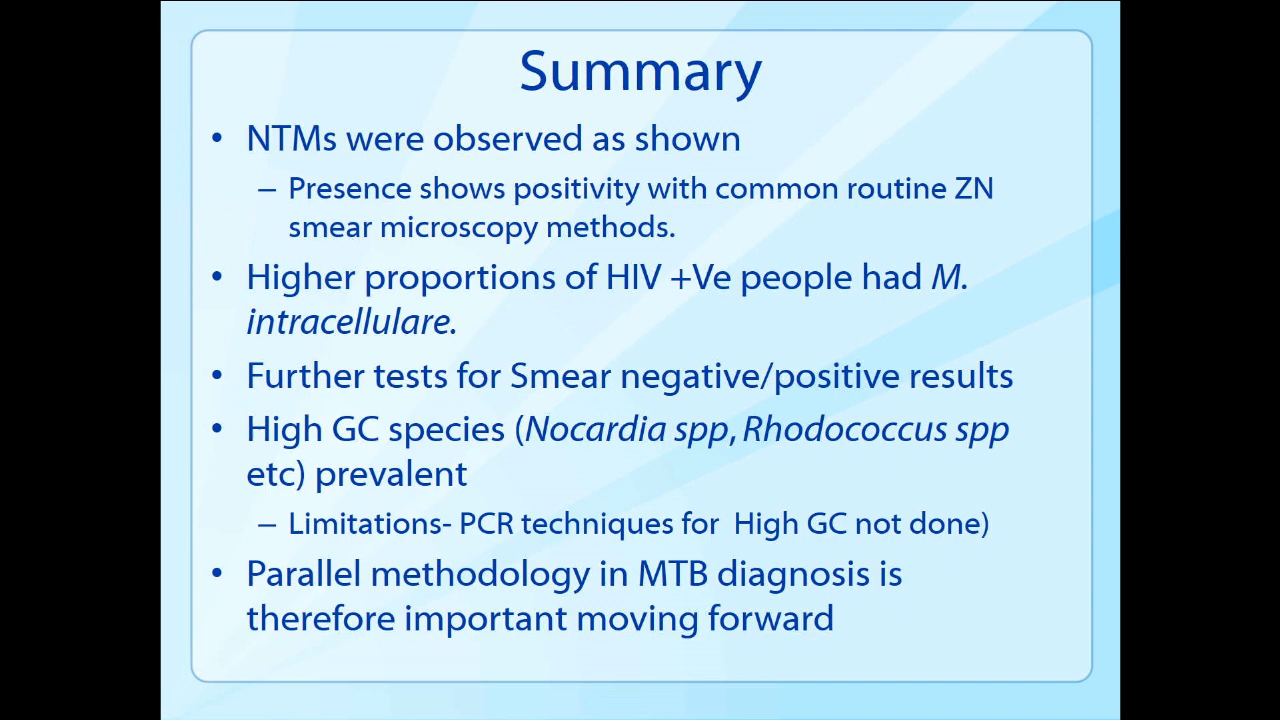 Summary
• NTMs were observed as shown
– Presence shows positivity with common routine ZN
smear microscopy methods.
• Higher proportions of HIV +Ve people had M.
intracellulare.
• Further tests for Smear negative/positive results
• High GC species (Nocardia spp, Rhodococcus spp
etc) prevalent
– Limitations- PCR techniques for  High GC not done)
• Parallel methodology in MTB diagnosis is
therefore important moving forward